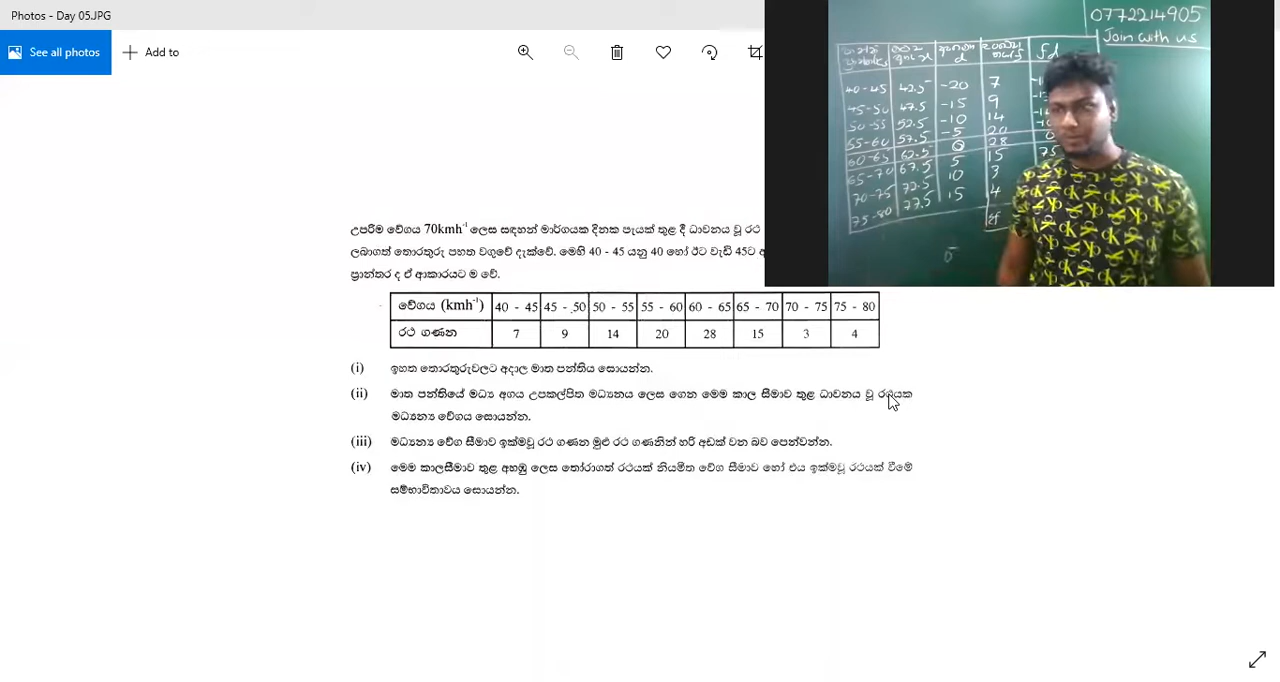 Photos - Day 05.JPG
See all photos
Add to
0772214905
Join with us
d
fd
40-45 42.5 -20 7
45-50 47.5 -15 9
50-55 52.5 -10 14
55-60 57.5 -5 20
60-65 62.5 0 28 0
65-70 67.5 5 15 75
70-75 72.5 10 3
75-80 77.5 15 4
උපරිම වේගය 70kmh⁻¹ ලෙස සඳහන් මාර්ගයක දිනක පැයක් තුළ දී ධාවනය වූ රථ
ලබාගත් තොරතුරු පහත වගුවේ දැක්වේ. මෙහි 40 - 45 යනු 40 හෝ ඊට වැඩි 45ට
ප්‍රාන්තර ද ඒ ආකාරයට ම වේ.
වේගය (kmh⁻¹) 40 - 45 45 - 50 50 - 55 55 - 60 60 - 65 65 - 70 70 - 75 75 - 80
රථ ගණන 7 9 14 20 28 15 3 4
(i) ඉහත තොරතුරුවලට අදාල මාත පන්තිය සොයන්න.
(ii) මාත පන්තියේ මධ්‍ය අගය උපකල්පිත මධ්‍යනය ලෙස ගෙන මෙම කාල සීමාව තුළ ධාවනය වූ රථයක
මධ්‍යන්‍ය වේගය සොයන්න.
(iii) මධ්‍යන්‍ය වේග සීමාව ඉක්මවූ රථ ගණන මුළු රථ ගණනින් හරි අඩක් වන බව පෙන්වන්න.
(iv) මෙම කාලසීමාව තුළ අහඹු ලෙස තෝරාගත් රථයක් නියමිත වේග සීමාව හෝ එය ඉක්මවූ රථයක් වීමේ
සම්භාවිතාවය සොයන්න.